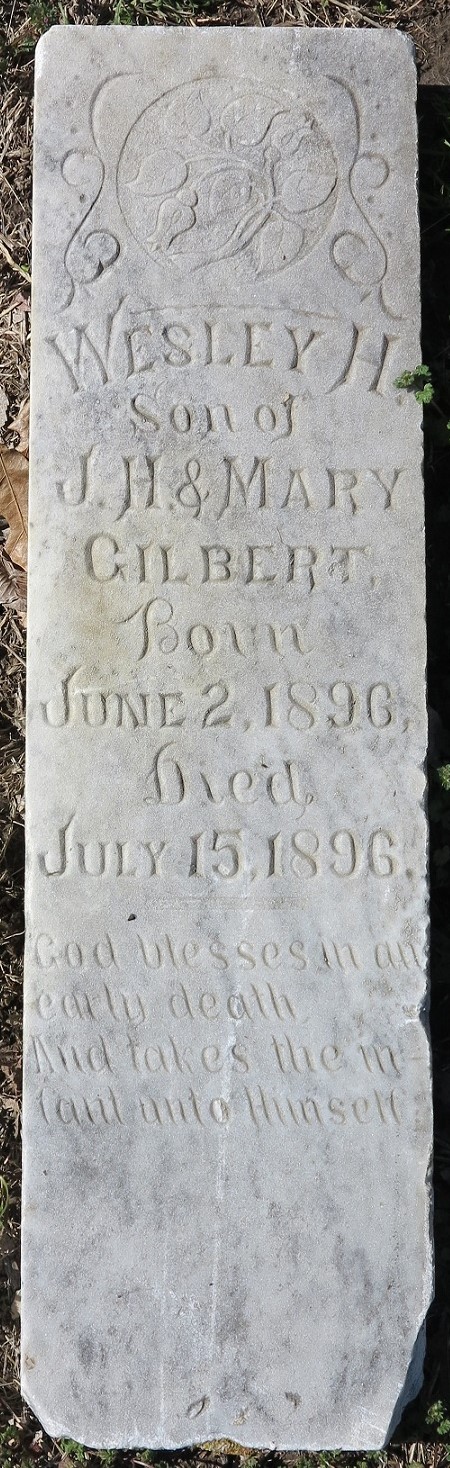 WESLEY H.
Son of
J. H. & MARY
GILBERT,
Born
JUNE 2, 1896,
Died
JULY 15, 1896.
God blesses in an
early death
And takes the in-
fant unto Himself